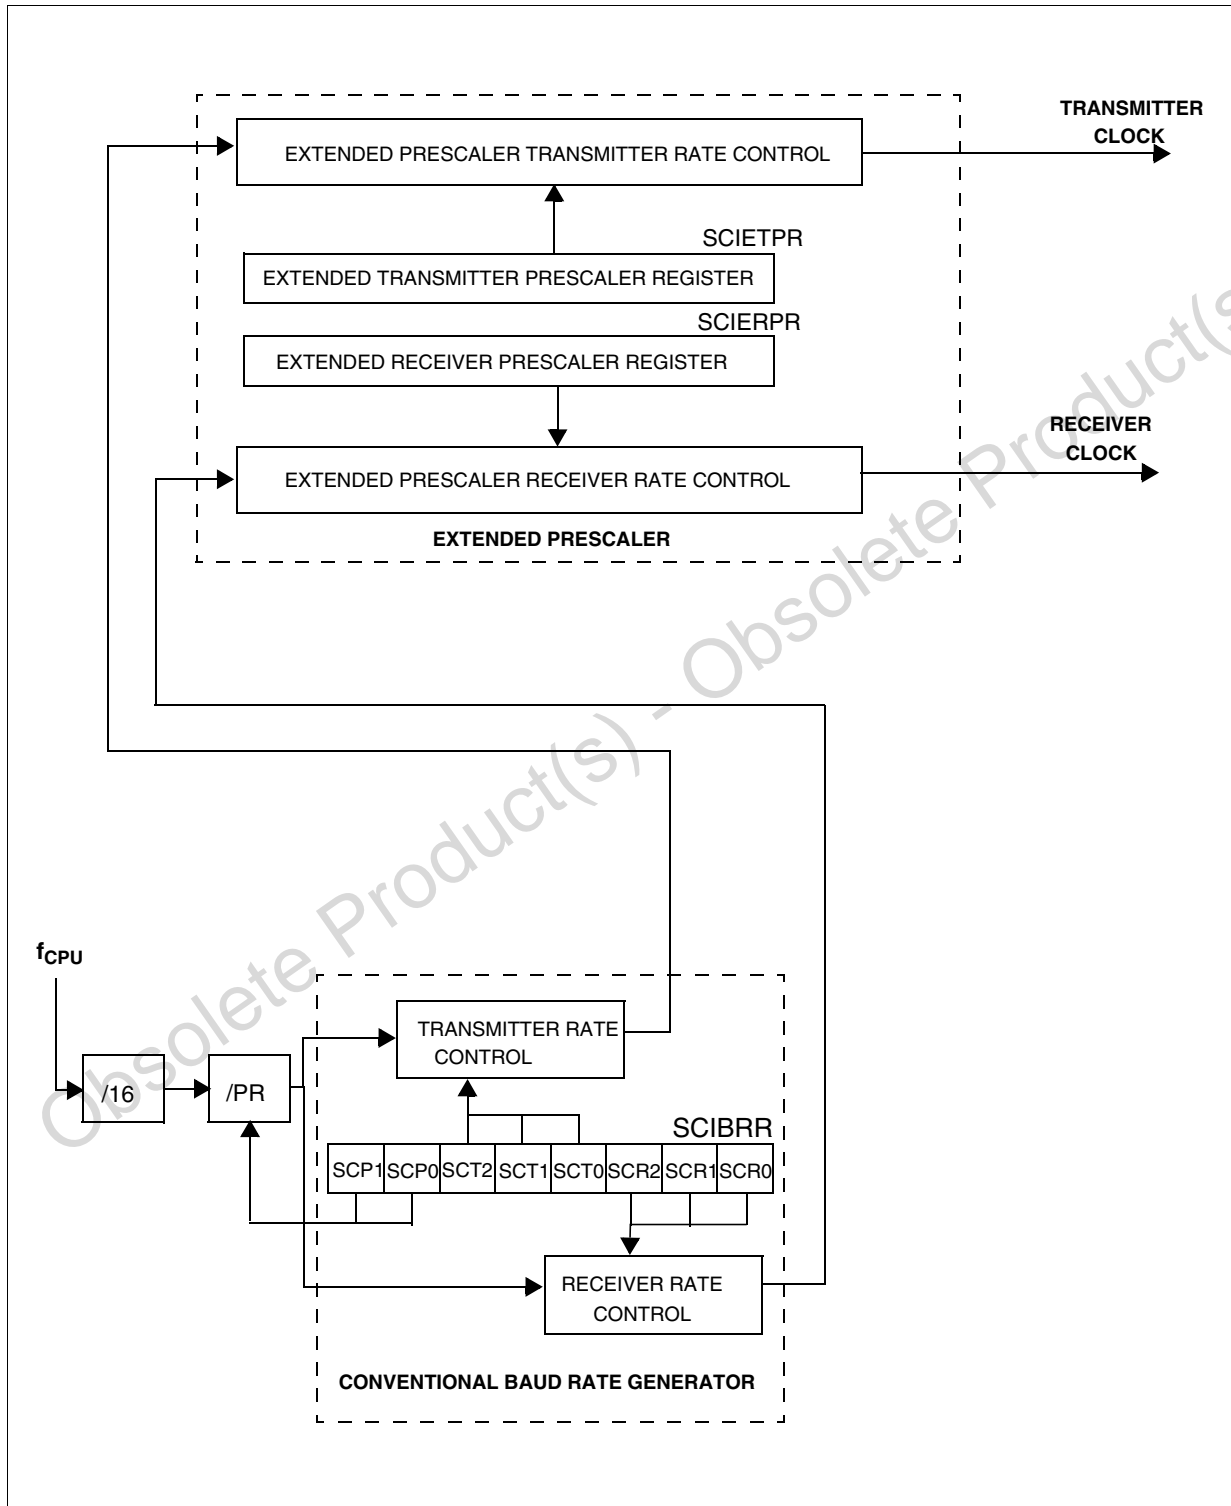 TRANSMITTER
CLOCK
EXTENDED PRESCALER TRANSMITTER RATE CONTROL
SCIETPR
EXTENDED TRANSMITTER PRESCALER REGISTER
SCIERPR
EXTENDED RECEIVER PRESCALER REGISTER
RECEIVER
CLOCK
EXTENDED PRESCALER RECEIVER RATE CONTROL
EXTENDED PRESCALER
Obsolete Product(s) - Obsolete Product(s
fCPU
TRANSMITTER RATE
CONTROL
/16
/PR
SCIBRR
SCP1 SCP0 SCT2 SCT1 SCT0 SCR2 SCR1 SCR0
RECEIVER RATE
CONTROL
CONVENTIONAL BAUD RATE GENERATOR